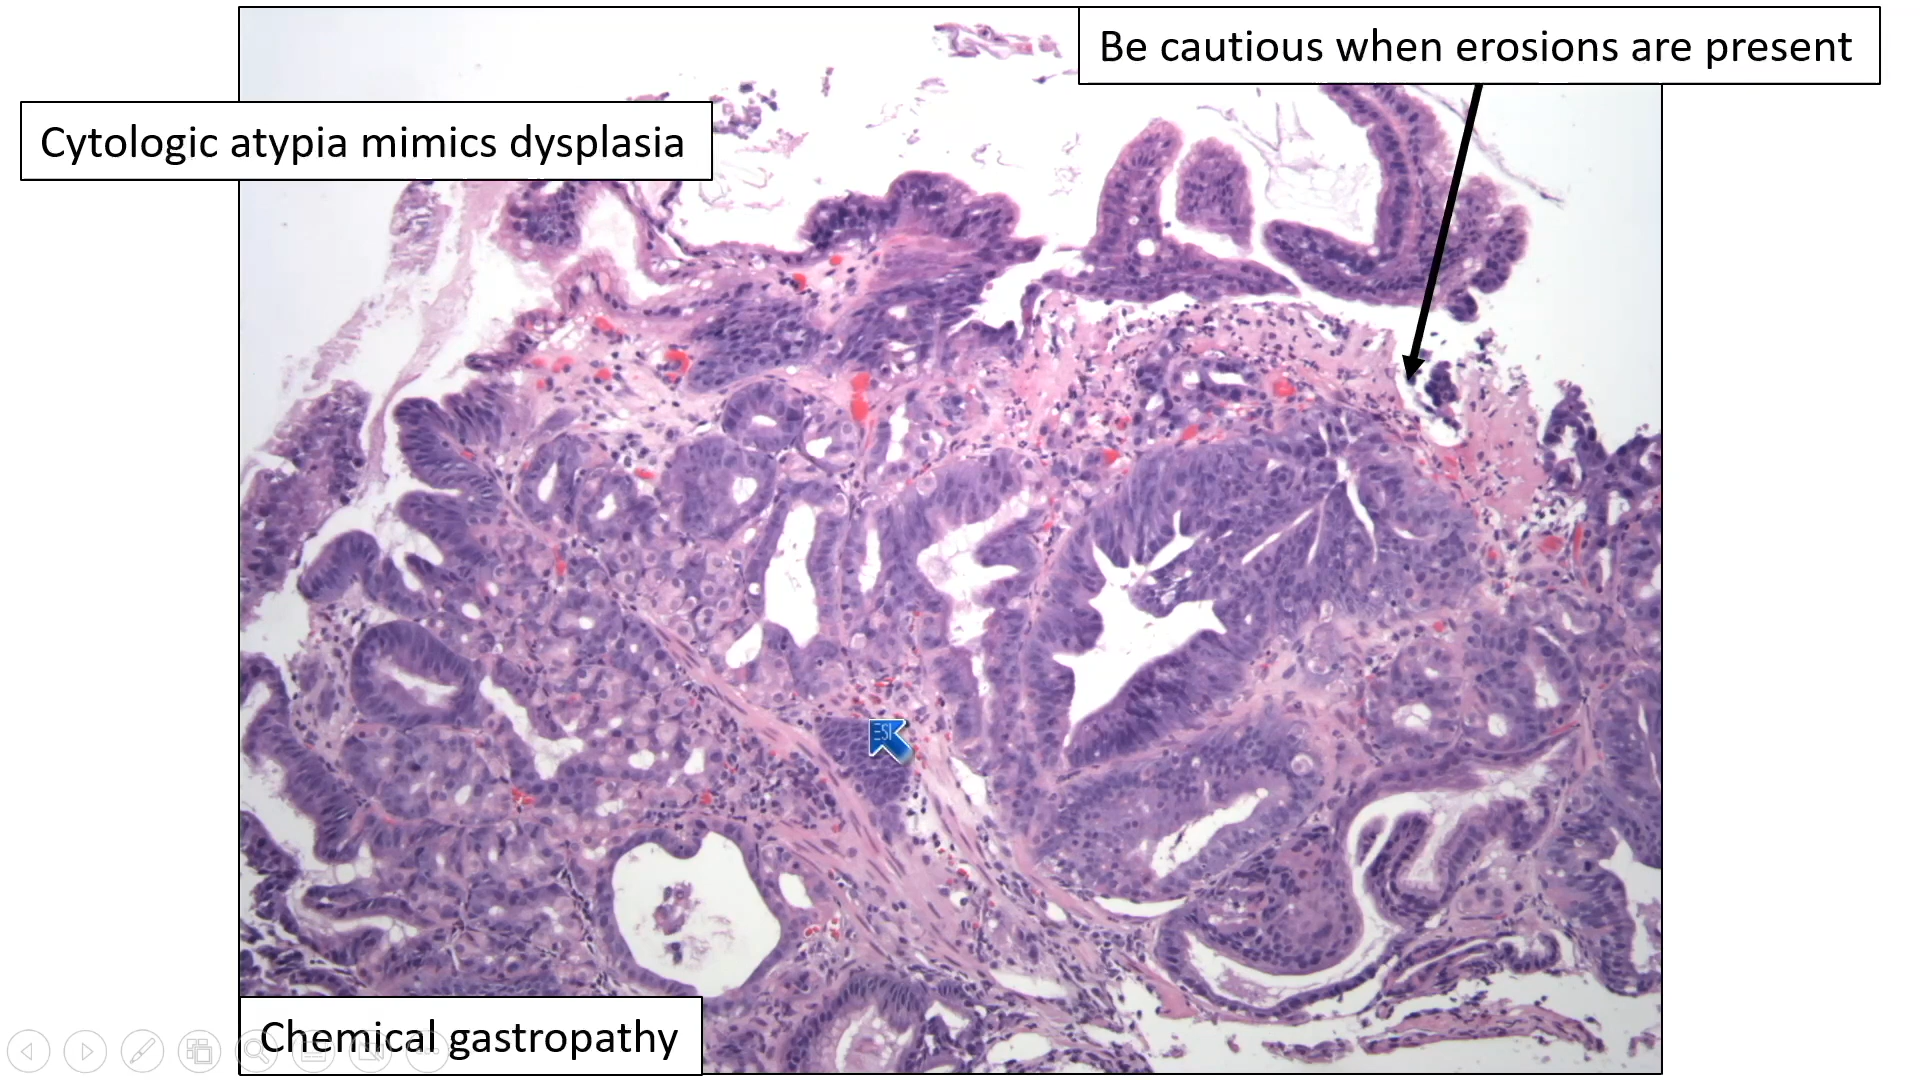 Be cautious when erosions are present
Cytologic atypia mimics dysplasia
Chemical gastropathy